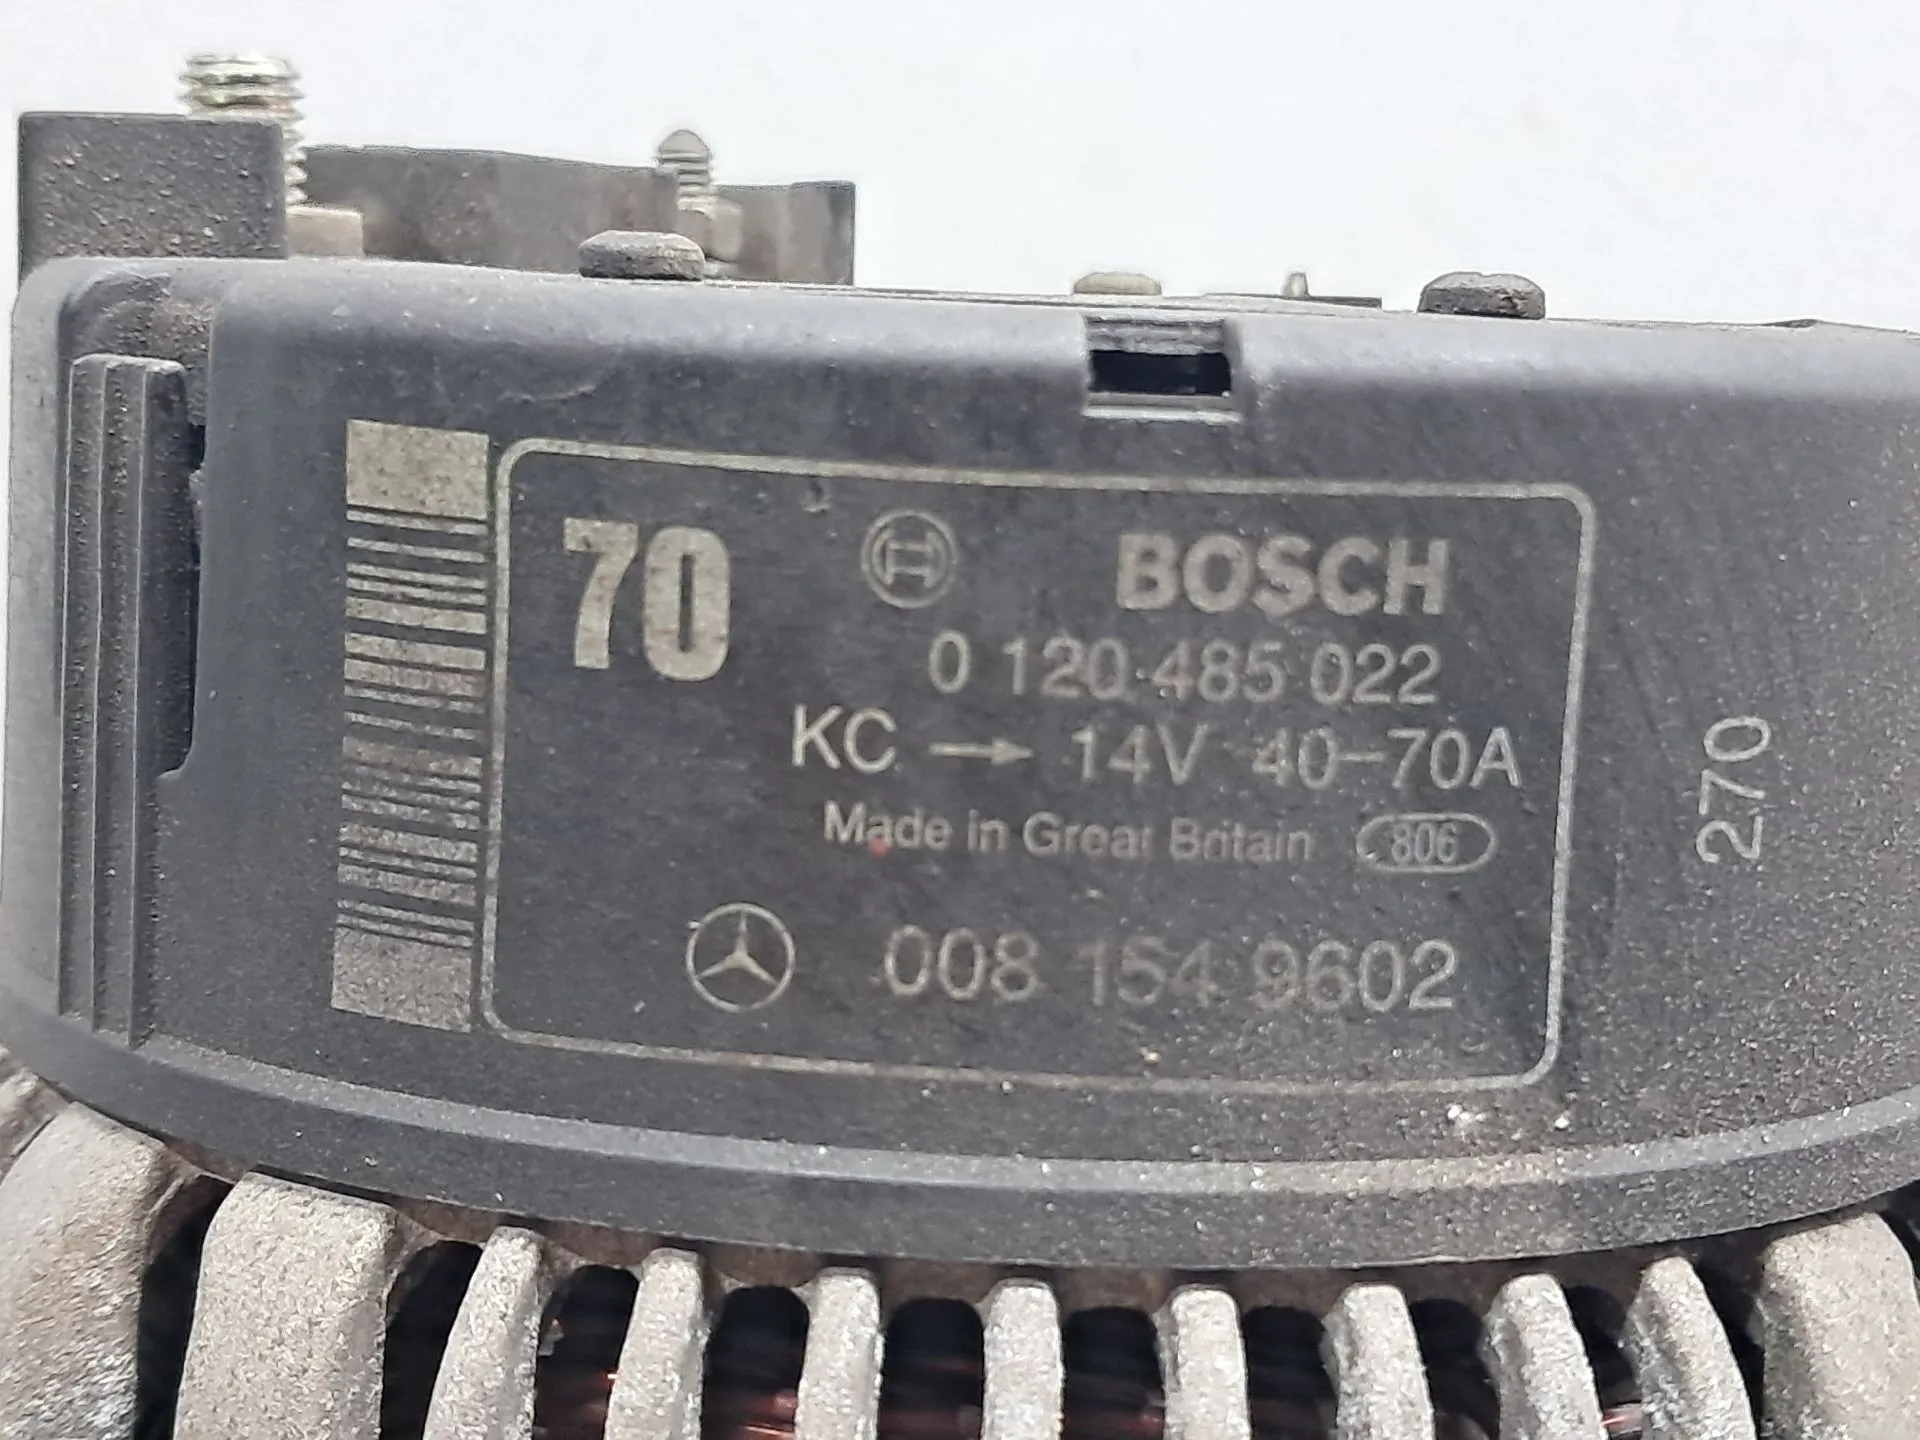 70 BOSCH
0 120 485 022
KC → 14V 40-70A
Made in Great Britain 806
008 154 9602
270